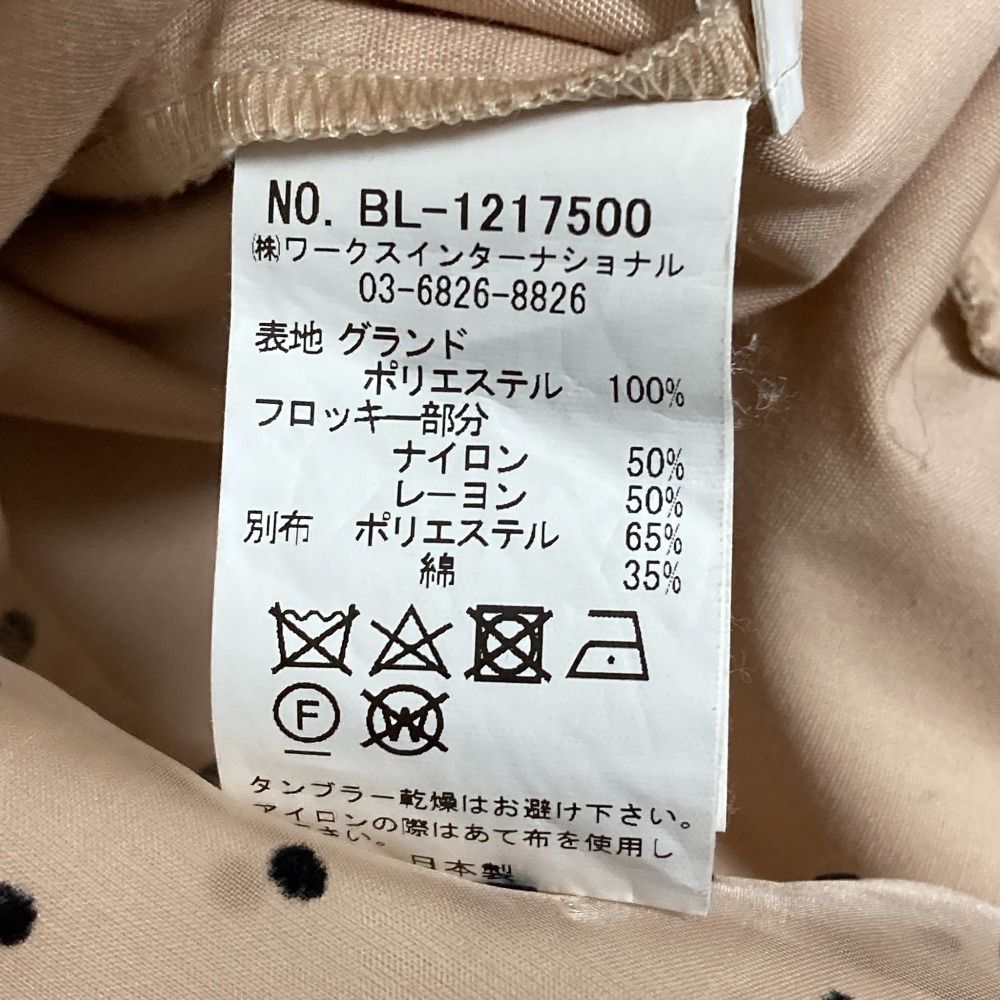 NO. BL-1217500
㈱ワークスインターナショナル
03-6826-8826
表地 グランド
ポリエステル 100%
フロッキー部分
ナイロン 50%
レーヨン 50%
別布 ポリエステル 65%
綿 35%
F W
タンブラー乾燥はお避け下さい。
アイロンの際はあて布を使用し
さい。
日本製